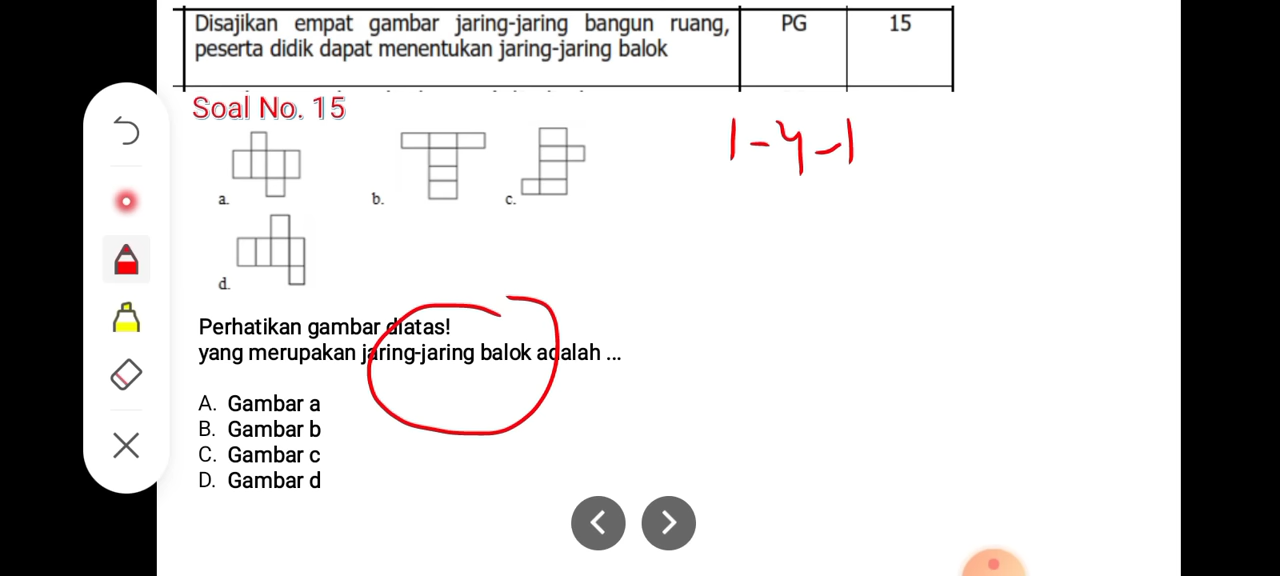 Disajikan empat gambar jaring-jaring bangun ruang,
peserta didik dapat menentukan jaring-jaring balok
PG
15
Soal No. 15
1-4-1
a.
b.
c.
d.
Perhatikan gambar diatas!
yang merupakan jaring-jaring balok adalah ...
A. Gambar a
B. Gambar b
C. Gambar c
D. Gambar d